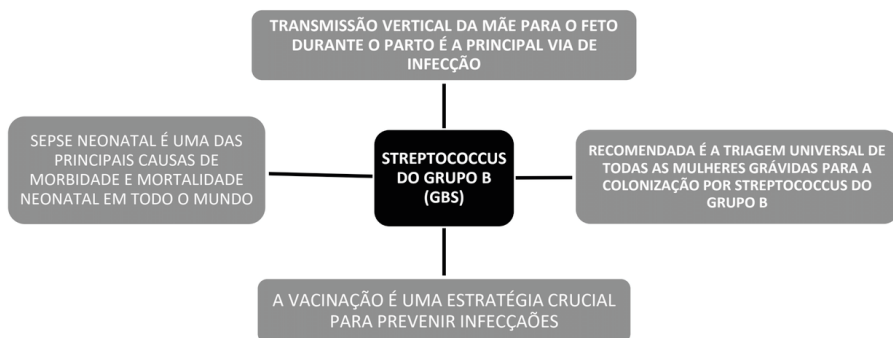 TRANSMISSÃO VERTICAL DA MÃE PARA O FETO
DURANTE O PARTO É A PRINCIPAL VIA DE
INFECÇÃO
SEPSE NEONATAL É UMA DAS
PRINCIPAIS CAUSAS DE
MORBIDADE E MORTALIDADE
NEONATAL EM TODO O MUNDO
STREPTOCOCCUS
DO GRUPO B
(GBS)
RECOMENDADA É A TRIAGEM UNIVERSAL DE
TODAS AS MULHERES GRÁVIDAS PARA A
COLONIZAÇÃO POR STREPTOCOCCUS DO
GRUPO B
A VACINAÇÃO É UMA ESTRATÉGIA CRUCIAL
PARA PREVENIR INFECÇAÕES